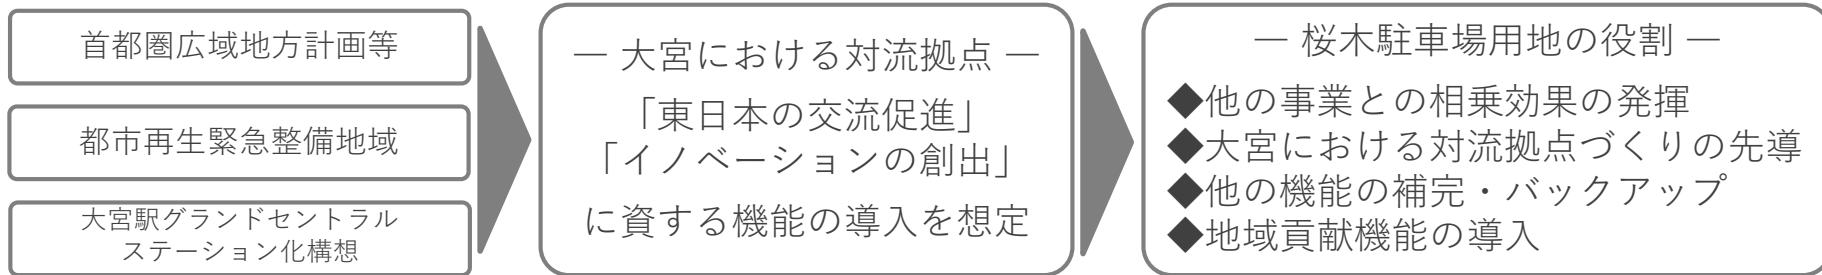 首都圏広域地方計画等
都市再生緊急整備地域
大宮駅グランドセントラル
ステーション化構想
― 大宮における対流拠点 ―
「東日本の交流促進」
「イノベーションの創出」
に資する機能の導入を想定
― 桜木駐車場用地の役割 ―
◆他の事業との相乗効果の発揮
◆大宮における対流拠点づくりの先導
◆他の機能の補完・バックアップ
◆地域貢献機能の導入